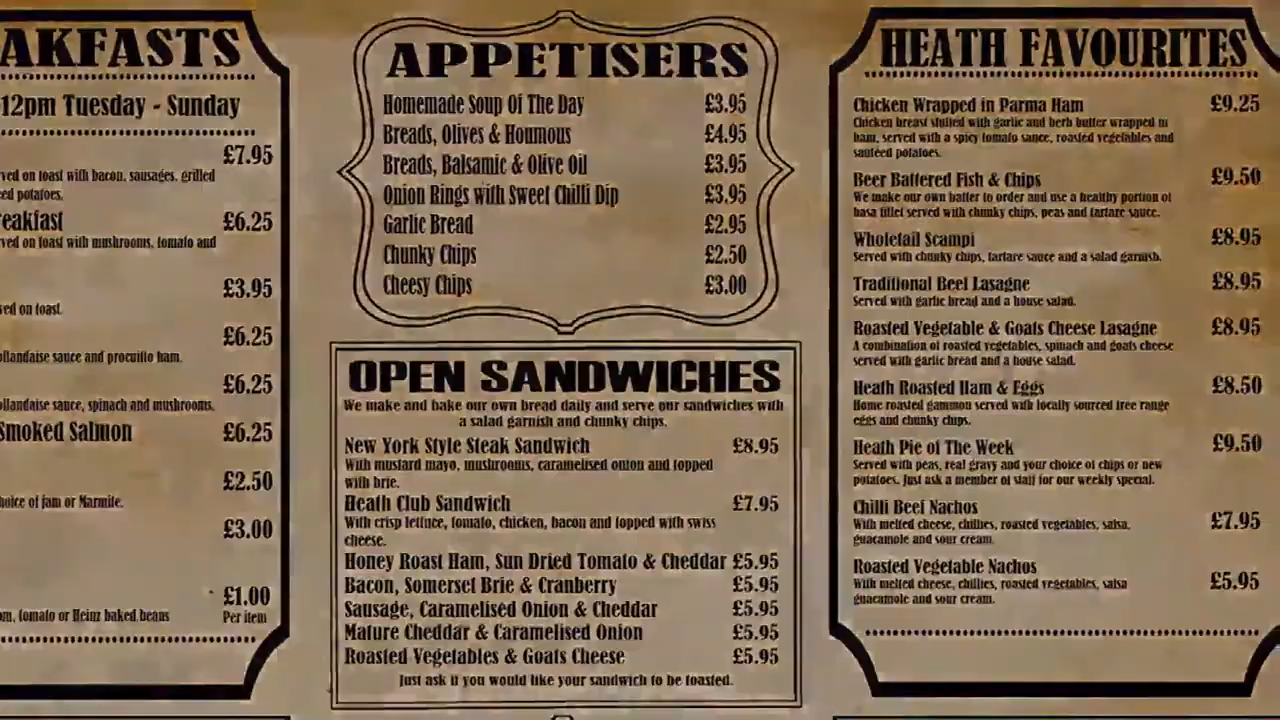 AKFASTS
12pm Tuesday - Sunday
£7.95
ved on toast with bacon, sausages, grilled
ed potatoes.
eakfast £6.25
ved on toast with mushrooms, tomato and
£3.95
ved on toast.
£6.25
ollandaise sauce and procuitto ham.
£6.25
ollandaise sauce, spinach and mushrooms.
Smoked Salmon £6.25
£2.50
hoice of jam or Marmite.
£3.00
£1.00
om, tomato or Heinz baked beans Per item
APPETISERS
Homemade Soup Of The Day £3.95
Breads, Olives & Houmous £4.95
Breads, Balsamic & Olive Oil £3.95
Onion Rings with Sweet Chilli Dip £3.95
Garlic Bread £2.95
Chunky Chips £2.50
Cheesy Chips £3.00
OPEN SANDWICHES
We make and bake our own bread daily and serve our sandwiches with
a salad garnish and chunky chips.
New York Style Steak Sandwich £8.95
With mustard mayo, mushrooms, caramelised onion and topped
with brie.
Heath Club Sandwich £7.95
With crisp lettuce, tomato, chicken, bacon and topped with swiss
cheese.
Honey Roast Ham, Sun Dried Tomato & Cheddar £5.95
Bacon, Somerset Brie & Cranberry £5.95
Sausage, Caramelised Onion & Cheddar £5.95
Mature Cheddar & Caramelised Onion £5.95
Roasted Vegetables & Goats Cheese £5.95
Just ask if you would like your sandwich to be toasted.
HEATH FAVOURITES
Chicken Wrapped in Parma Ham £9.25
Chicken breast stuffed with garlic and herb butter wrapped in
ham, served with a spicy tomato sauce, roasted vegetables and
sauteed potatoes.
Beer Battered Fish & Chips £9.50
We make our own batter to order and use a healthy portion of
basa fillet served with chunky chips, peas and tartare sauce.
Wholetail Scampi £8.95
Served with chunky chips, tartare sauce and a salad garnish.
Traditional Beef Lasagne £8.95
Served with garlic bread and a house salad.
Roasted Vegetable & Goats Cheese Lasagne £8.95
A combination of roasted vegetables, spinach and goats cheese
served with garlic bread and a house salad.
Heath Roasted Ham & Eggs £8.50
Home roasted gammon served with locally sourced free range
eggs and chunky chips.
Heath Pie of The Week £9.50
Served with peas, real gravy and your choice of chips or new
potatoes. Just ask a member of staff for our weekly special.
Chilli Beef Nachos £7.95
With melted cheese, chillies, roasted vegetables, salsa,
guacamole and sour cream.
Roasted Vegetable Nachos £5.95
With melted cheese, chillies, roasted vegetables, salsa
guacamole and sour cream.